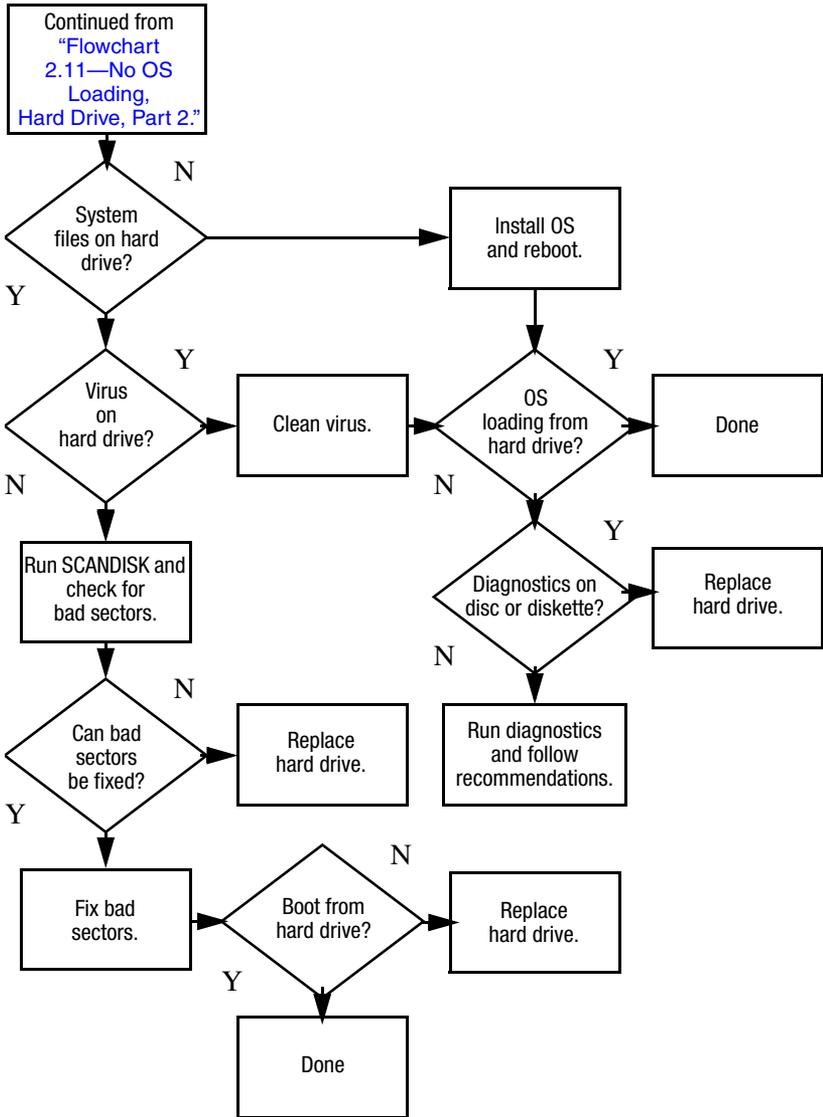 Continued from
“Flowchart
2.11—No OS
Loading,
Hard Drive, Part 2.”
N
System
files on hard
drive?
Install OS
and reboot.
Y
Y
Y
Virus
on
hard drive?
Clean virus.
OS
loading from
hard drive?
Done
N
N
Y
Run SCANDISK and
check for
bad sectors.
Diagnostics on
disc or diskette?
Replace
hard drive.
N
N
Can bad
sectors
be fixed?
Replace
hard drive.
Run diagnostics
and follow
recommendations.
Y
N
Fix bad
sectors.
Boot from
hard drive?
Replace
hard drive.
Y
Done